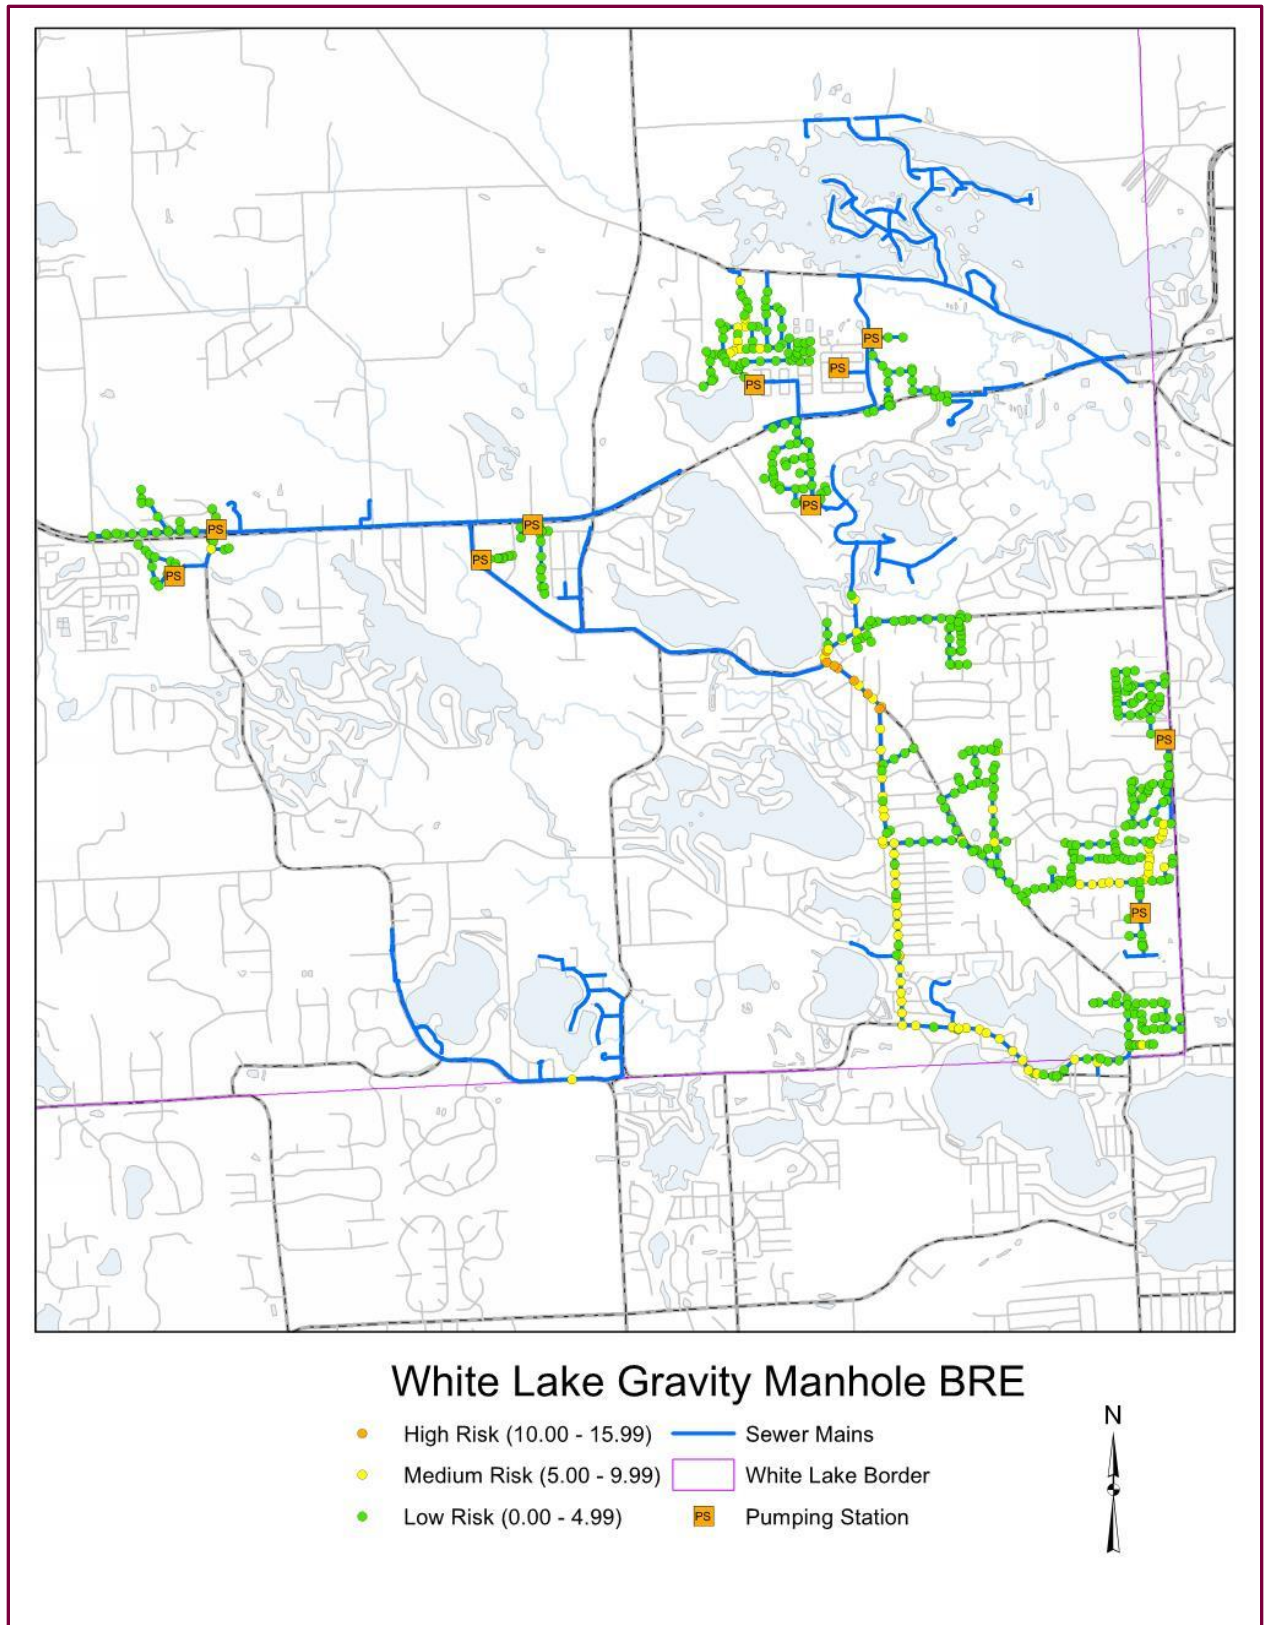 PS
PS
PS
PS
PS
PS
PS
PS
PS
PS
White Lake Gravity Manhole BRE
N
High Risk (10.00 - 15.99)
Sewer Mains
Medium Risk (5.00 - 9.99)
White Lake Border
Low Risk (0.00 - 4.99)
PS
Pumping Station